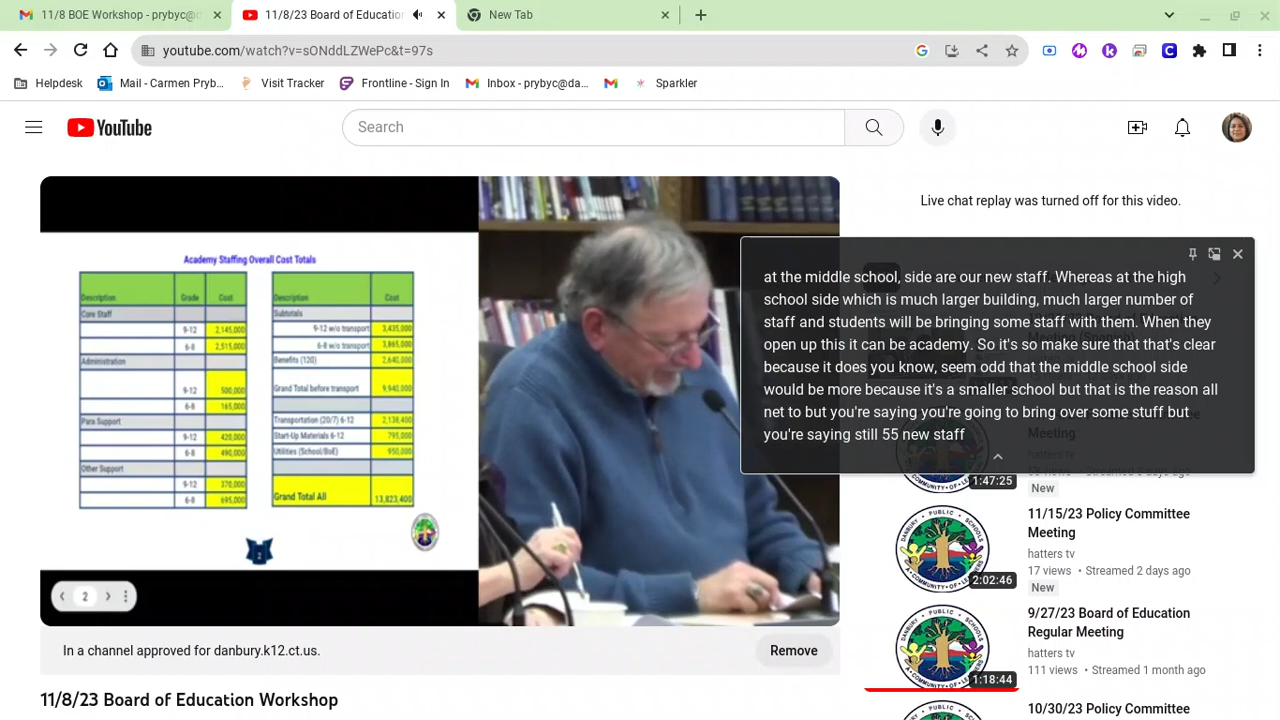 11/8 BOE Workshop - prybyc@d
11/8/23 Board of Education
New Tab
youtube.com/watch?v=sONddLZWePc&t=97s
Helpdesk
Mail - Carmen Pryb...
Visit Tracker
Frontline - Sign In
Inbox - prybyc@da...
Sparkler
YouTube
Search
Live chat replay was turned off for this video.
Academy Staffing Overall Cost Totals
Description Grade Cost
Core Staff
9-12 2,145,000
6-8 2,515,000
Administration
9-12 500,000
6-8 165,000
Para Support
9-12 420,000
6-8 490,000
Other Support
9-12 370,000
6-8 695,000
Description Cost
Subtotals
9-12 w/o transport 3,435,000
6-8 w/o transport 3,865,000
Benefits (120) 2,640,000
Grand Total before transport 9,940,000
Transportation (20/7) 6-12 2,138,400
Start-Up Materials 6-12 795,000
Utilities (School/BoE) 950,000
Grand Total All 13,823,400
2
at the middle school, side are our new staff. Whereas at the high
school side which is much larger building, much larger number of
staff and students will be bringing some staff with them. When they
open up this it can be academy. So it's so make sure that that's clear
because it does you know, seem odd that the middle school side
would be more because it's a smaller school but that is the reason all
net to but you're saying you're going to bring over some stuff but
you're saying still 55 new staff
Meeting
hatters tv
1:47:25
New
11/15/23 Policy Committee
Meeting
hatters tv
17 views • Streamed 2 days ago
2:02:46
New
9/27/23 Board of Education
Regular Meeting
hatters tv
111 views • Streamed 1 month ago
1:18:44
10/30/23 Policy Committee
In a channel approved for danbury.k12.ct.us.
Remove
11/8/23 Board of Education Workshop